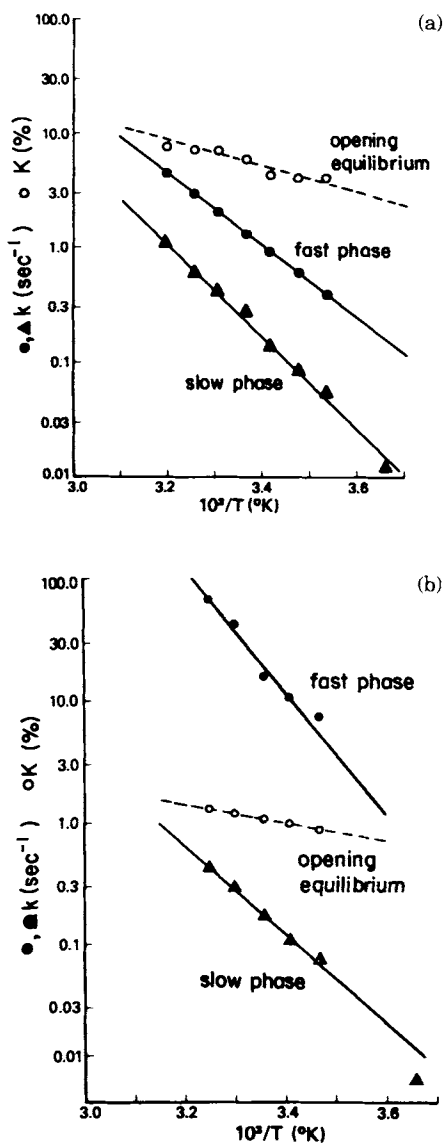 (a)
100.0
30.0
10.0
3.0
1.0
0.3
0.1
0.03
0.01
●,▲ k (sec⁻¹) ○ K (%)
opening
equilibrium
fast phase
slow phase
3.0 3.2 3.4 3.6
10³/T (°K)
(b)
100.0
30.0
10.0
3.0
1.0
0.3
0.1
0.03
0.01
●,▲ k (sec⁻¹) ○ K (%)
fast phase
opening
equilibrium
slow phase
3.0 3.2 3.4 3.6
10³/T (°K)